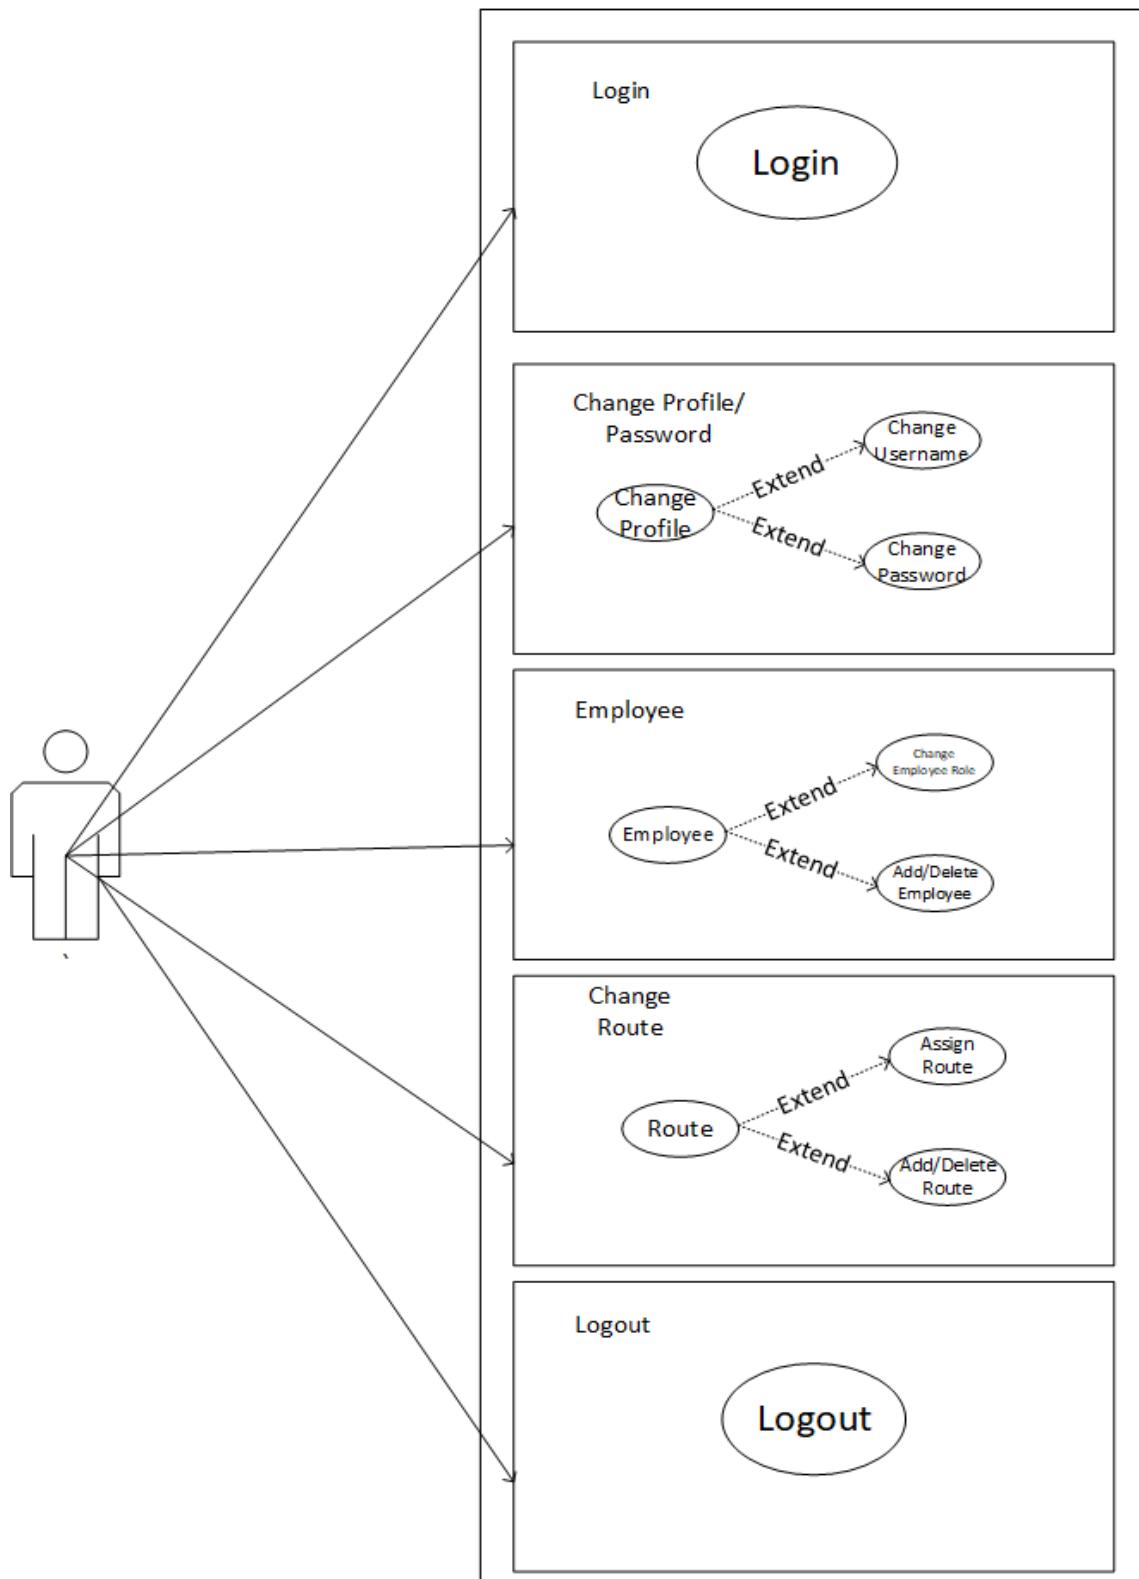 Login
Login
Change Profile/
Password
Change
Username
Extend
Change
Profile
Extend
Change
Password
Employee
Change
Employee Role
Extend
Employee
Extend
Add/Delete
Employee
Change
Route
Assign
Route
Extend
Route
Extend
Add/Delete
Route
Logout
Logout